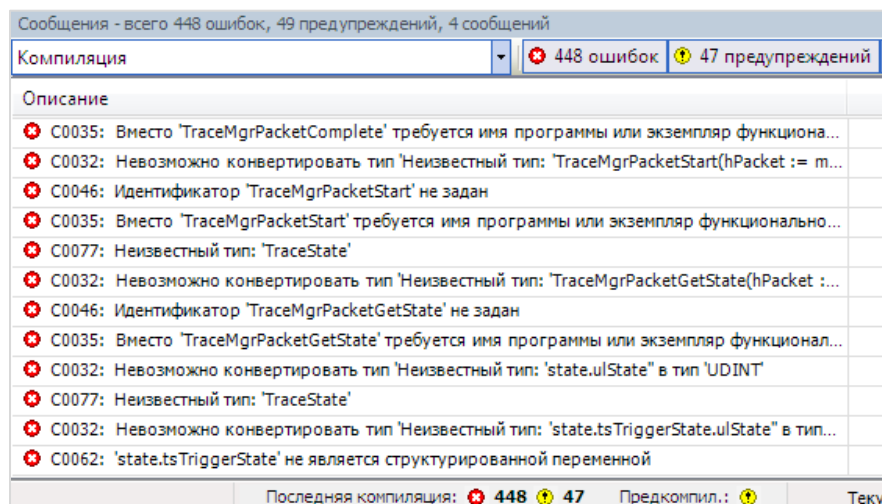 Сообщения - всего 448 ошибок, 49 предупреждений, 4 сообщений
Компиляция 448 ошибок 47 предупреждений
Описание
C0035: Вместо 'TraceMgrPacketComplete' требуется имя программы или экземпляр функциона...
C0032: Невозможно конвертировать тип 'Неизвестный тип: 'TraceMgrPacketStart(hPacket := m...
C0046: Идентификатор 'TraceMgrPacketStart' не задан
C0035: Вместо 'TraceMgrPacketStart' требуется имя программы или экземпляр функционально...
C0077: Неизвестный тип: 'TraceState'
C0032: Невозможно конвертировать тип 'Неизвестный тип: 'TraceMgrPacketGetState(hPacket :...
C0046: Идентификатор 'TraceMgrPacketGetState' не задан
C0035: Вместо 'TraceMgrPacketGetState' требуется имя программы или экземпляр функционал...
C0032: Невозможно конвертировать тип 'Неизвестный тип: 'state.ulState'' в тип 'UDINT'
C0077: Неизвестный тип: 'TraceState'
C0032: Невозможно конвертировать тип 'Неизвестный тип: 'state.tsTriggerState.ulState'' в тип...
C0062: 'state.tsTriggerState' не является структурированной переменной
Последняя компиляция: 448 47 Предкомпил.: Теку